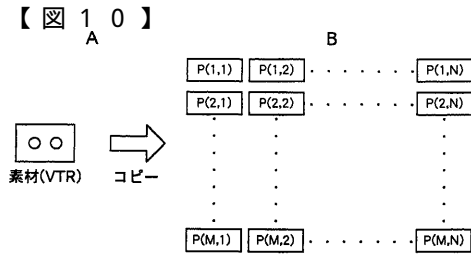 【図１０】
A
B
P(1,1) P(1,2) · · · · · · · P(1,N)
P(2,1) P(2,2) · · · · · · · P(2,N)
素材(VTR) コピー
P(M,1) P(M,2) · · · · · · · P(M,N)